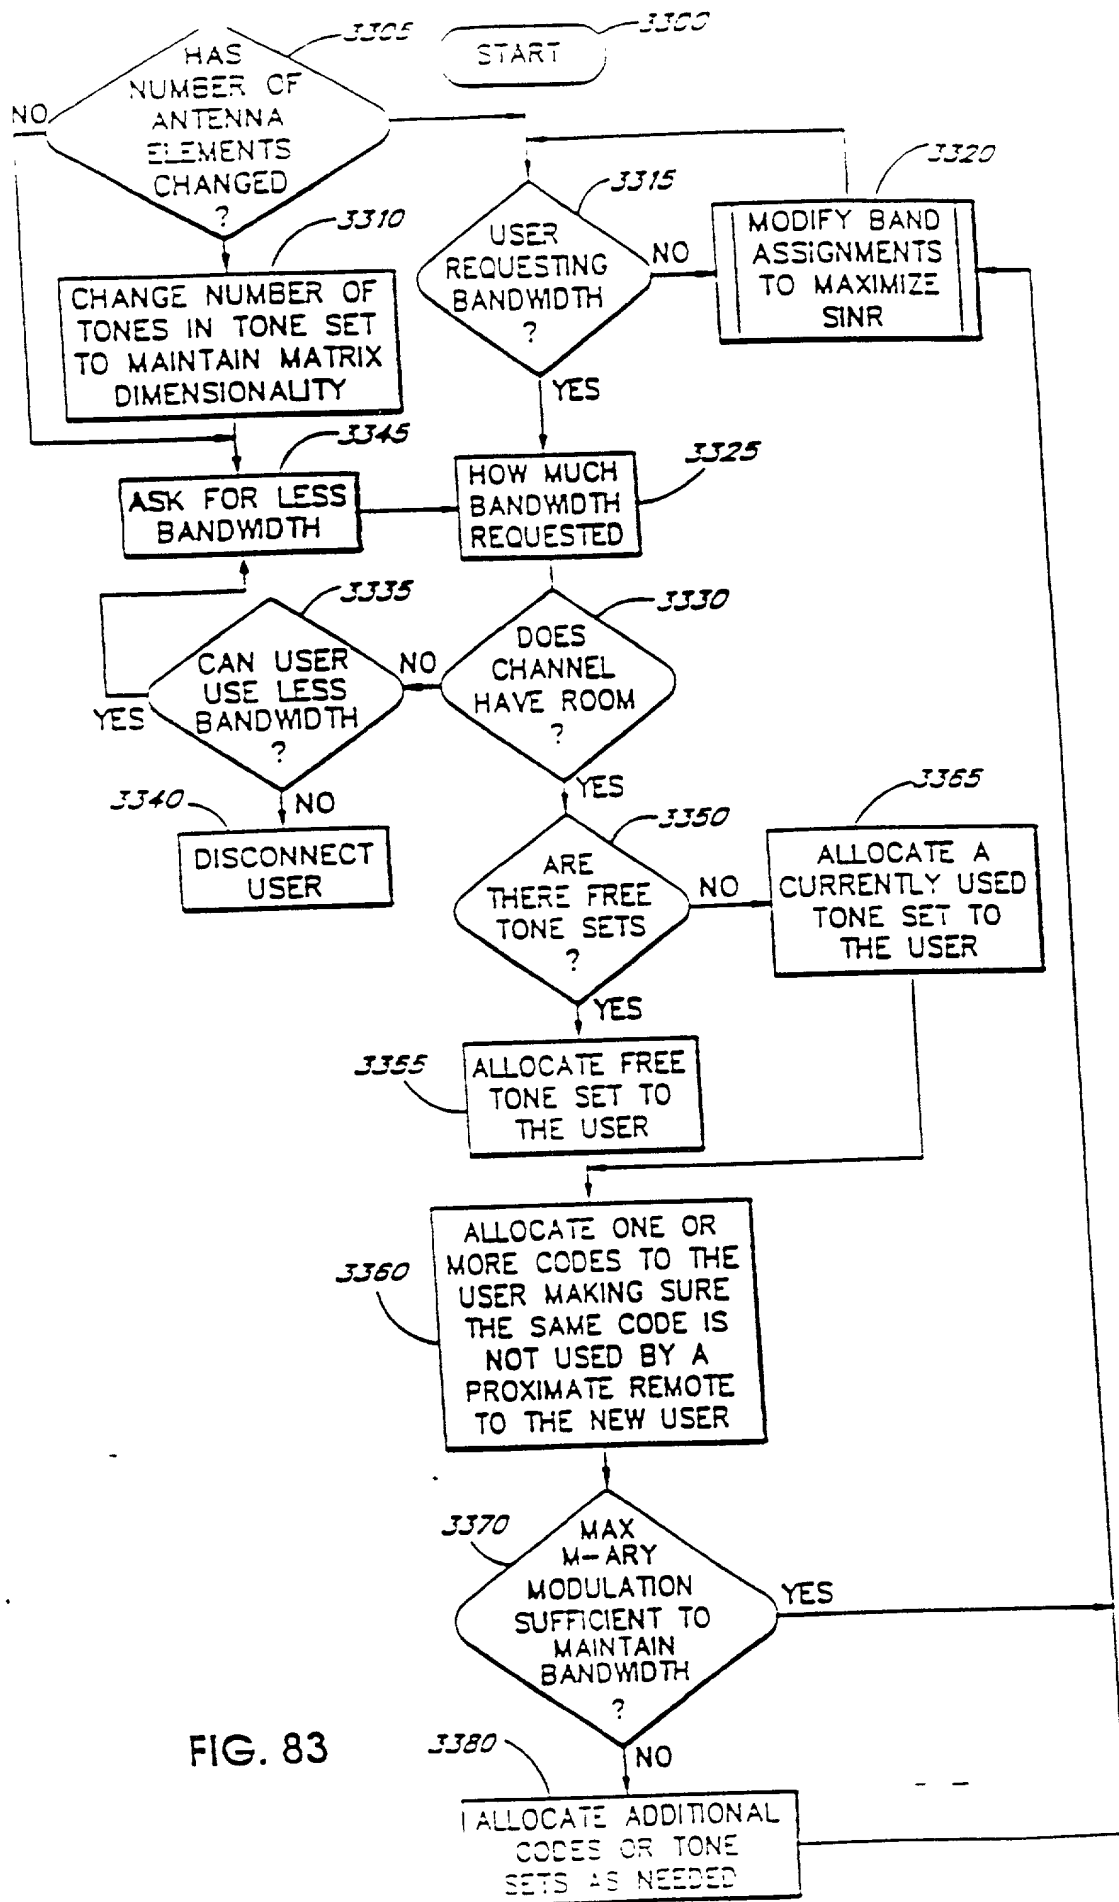 3305
3300
HAS
NUMBER OF
ANTENNA
ELEMENTS
CHANGED
?
START
NO
3310
CHANGE NUMBER OF
TONES IN TONE SET
TO MAINTAIN MATRIX
DIMENSIONALITY
3315
USER
REQUESTING
BANDWIDTH
?
NO
YES
3320
MODIFY BAND
ASSIGNMENTS
TO MAXIMIZE
SINR
3345
ASK FOR LESS
BANDWIDTH
3325
HOW MUCH
BANDWIDTH
REQUESTED
3335
CAN USER
USE LESS
BANDWIDTH
?
YES
NO
3330
DOES
CHANNEL
HAVE ROOM
?
NO
YES
3340
DISCONNECT
USER
3350
ARE
THERE FREE
TONE SETS
?
NO
YES
3365
ALLOCATE A
CURRENTLY USED
TONE SET TO
THE USER
3355
ALLOCATE FREE
TONE SET TO
THE USER
3360
ALLOCATE ONE OR
MORE CODES TO THE
USER MAKING SURE
THE SAME CODE IS
NOT USED BY A
PROXIMATE REMOTE
TO THE NEW USER
3370
MAX
M-ARY
MODULATION
SUFFICIENT TO
MAINTAIN
BANDWIDTH
?
YES
NO
3380
ALLOCATE ADDITIONAL
CODES OR TONE
SETS AS NEEDED
FIG. 83